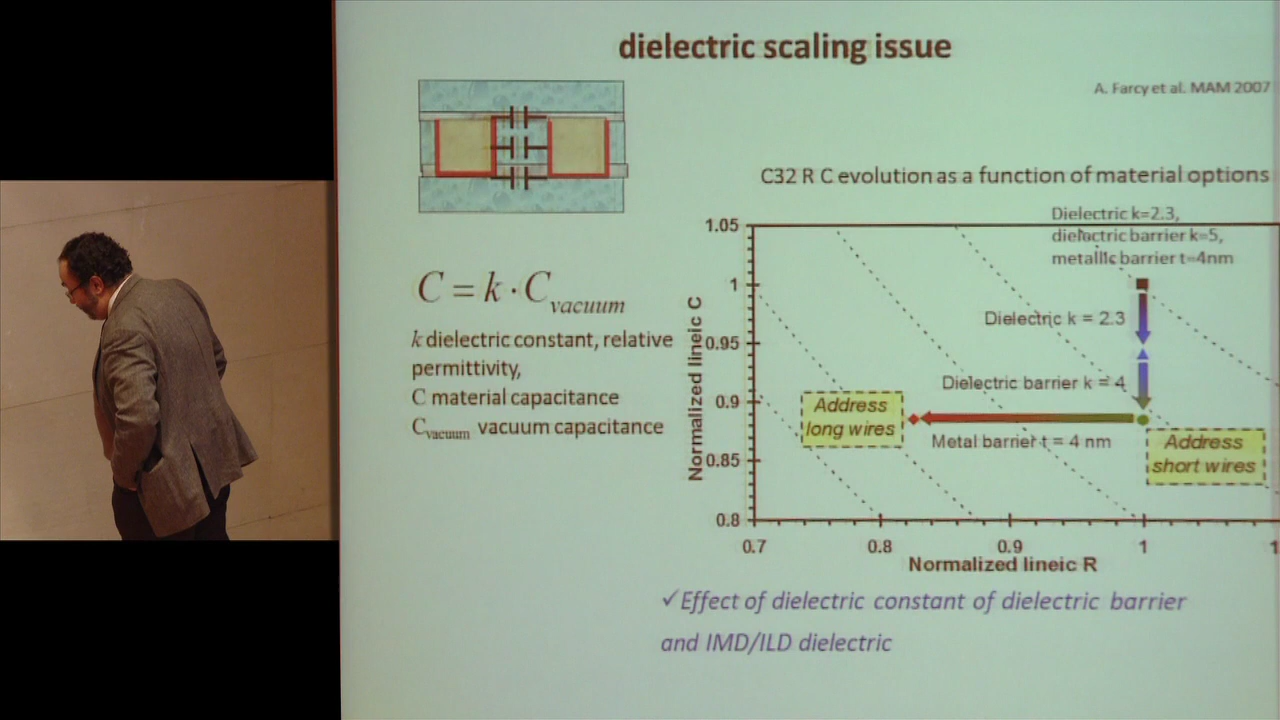 dielectric scaling issue
A. Farcy et al. MAM 2007
C32 R C evolution as a function of material options
C = k · Cvacuum
k dielectric constant, relative
permittivity,
C material capacitance
Cvacuum vacuum capacitance
Dielectric k=2.3,
dielectric barrier k=5,
metallic barrier t=4nm
Dielectric k = 2.3
Dielectric barrier k = 4
Metal barrier t = 4 nm
Address
long wires
Address
short wires
Normalized lineic C
1.05
1
0.95
0.9
0.85
0.8
0.7 0.8 0.9 1 1
Normalized lineic R
✓Effect of dielectric constant of dielectric barrier
and IMD/ILD dielectric